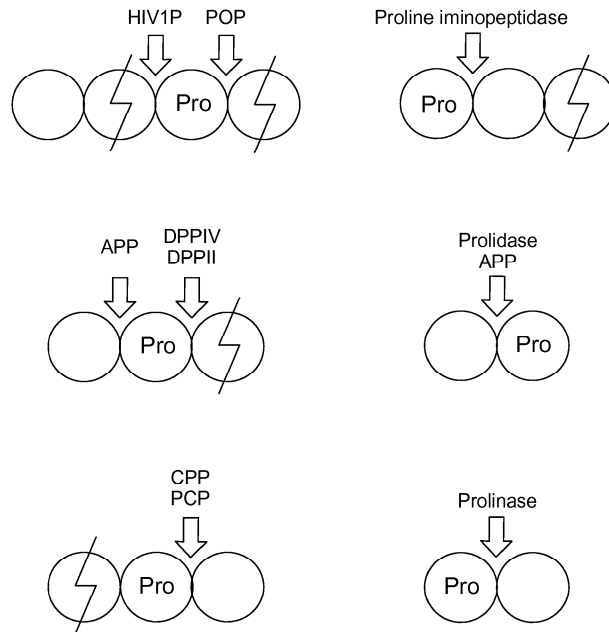 HIV1P POP
Proline iminopeptidase
Pro
Pro
APP
DPPIV
DPPII
Prolidase
APP
Pro
Pro
CPP
PCP
Prolinase
Pro
Pro